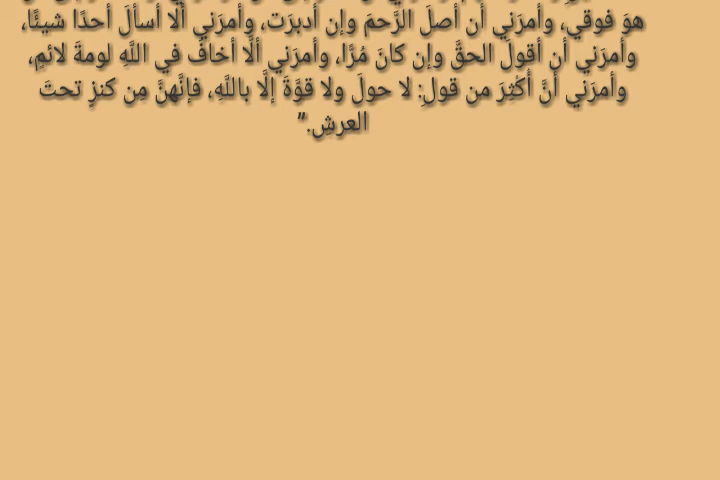 هوَ فوقي، وأمرَني أن أصلَ الرَّحمَ وإن أدبرَت، وأمرَني ألا أسألَ أحدًا شيئًا،
وأمرَني أن أقولَ الحقَّ وإن كانَ مُرًّا، وأمرَني ألَّا أخافَ في اللَّهِ لومةَ لائمٍ،
وأمرَني أنَّ أُكْثِرَ من قولِ: لا حولَ ولا قوَّةَ إلَّا باللَّهِ، فإنَّهنَّ مِن كنزٍ تحتَ
العرشِ."